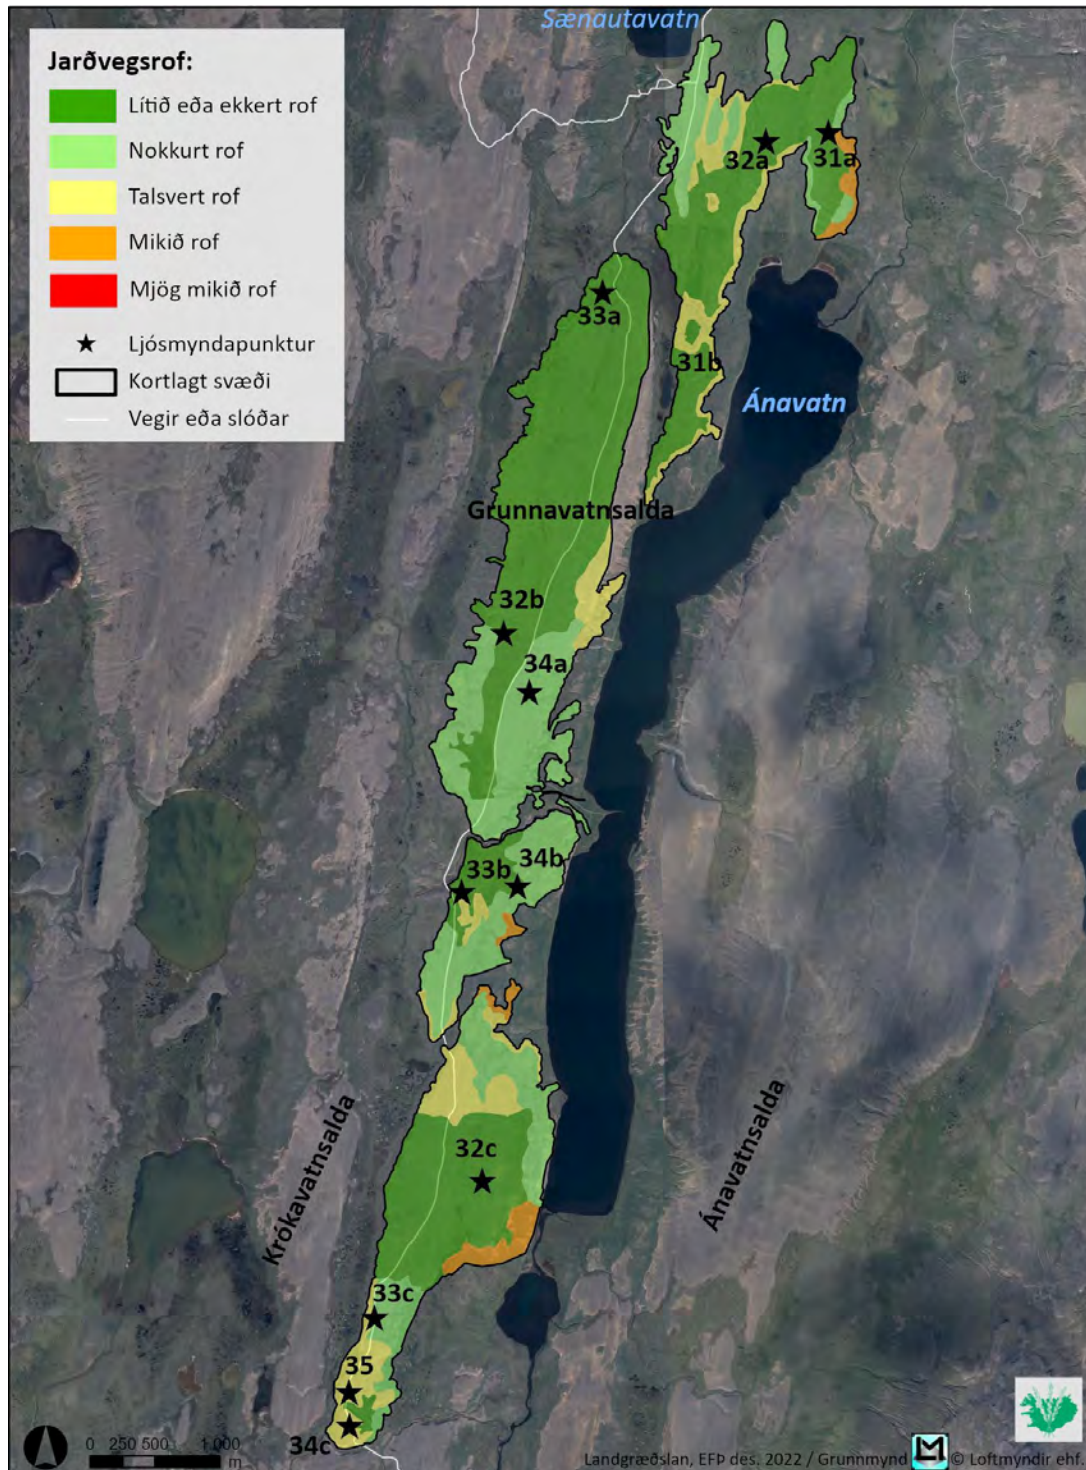 Sænautavatn
Jarðvegsrof:
Lítið eða ekkert rof
Nokkurt rof
Talsvert rof
Mikið rof
Mjög mikið rof
Ljósmyndapunktur
Kortlagt svæði
Vegir eða slóðar
32a
31a
33a
31b
Ánavatn
Grunnavatnsalda
32b
34a
33b
34b
32c
Krókavatnsalda
Ánavatnsalda
33c
35
34c
0 250 500 1 000
m
Landgræðslan, EFÞ des. 2022 / Grunnmynd LM © Loftmyndir ehf.